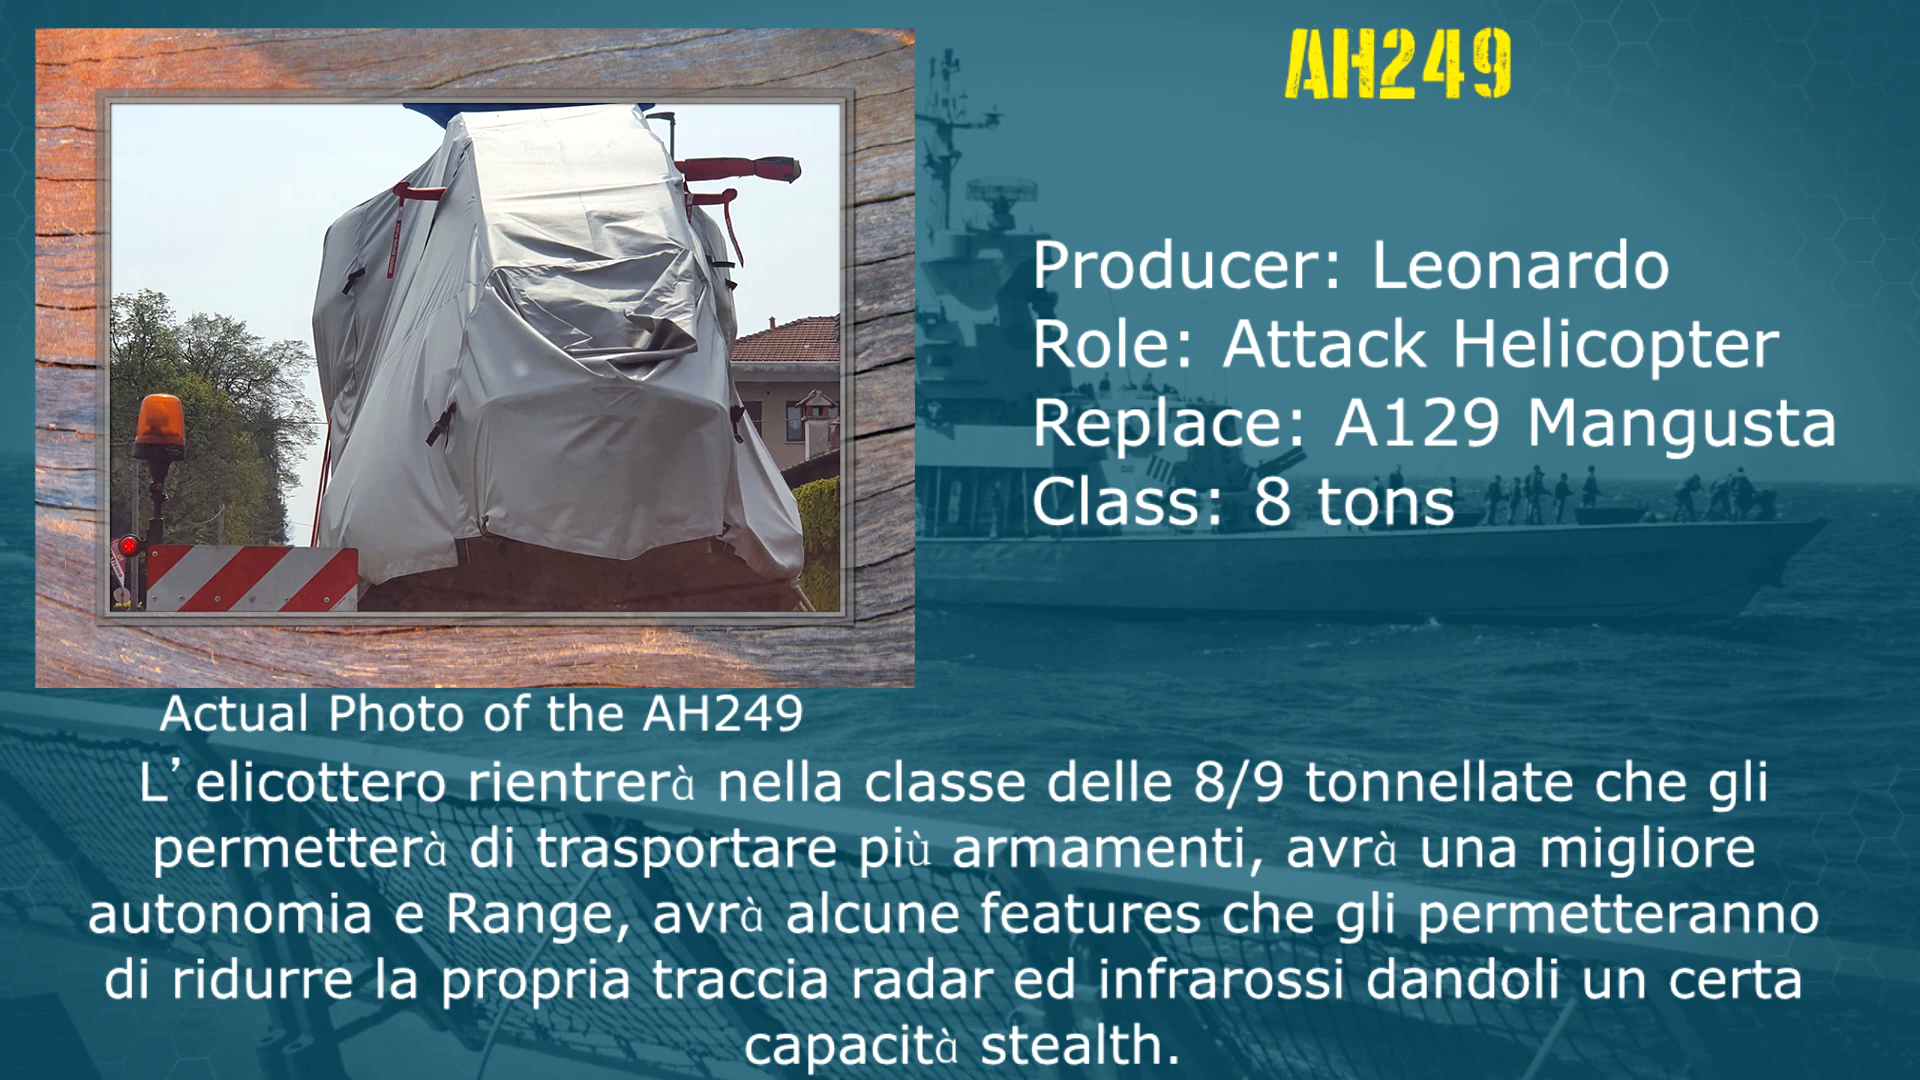 AH249
Producer: Leonardo
Role: Attack Helicopter
Replace: A129 Mangusta
Class: 8 tons
Actual Photo of the AH249
L’elicottero rientrerà nella classe delle 8/9 tonnellate che gli
permetterà di trasportare più armamenti, avrà una migliore
autonomia e Range, avrà alcune features che gli permetteranno
di ridurre la propria traccia radar ed infrarossi dandoli un certa
capacità stealth.